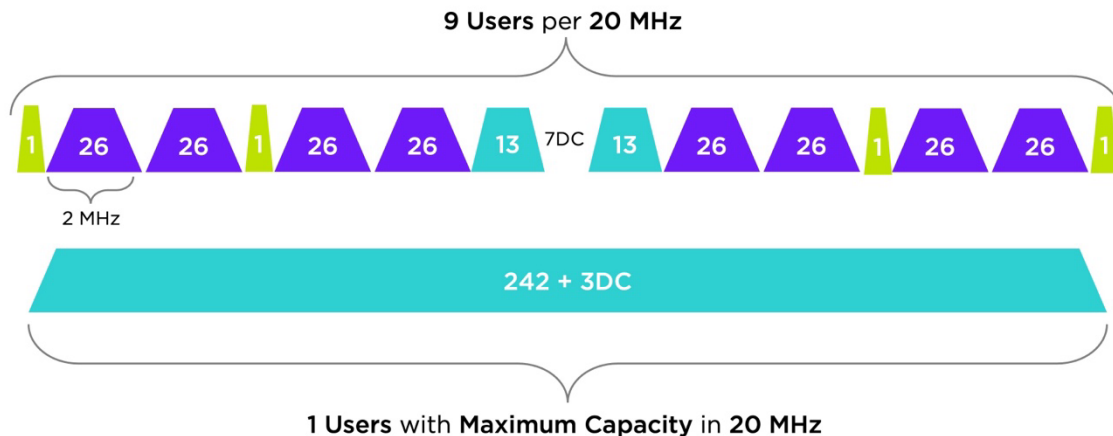 9 Users per 20 MHz
1 26 26 1 26 26 13 7DC 13 26 26 1 26 26 1
2 MHz
242 + 3DC
1 Users with Maximum Capacity in 20 MHz